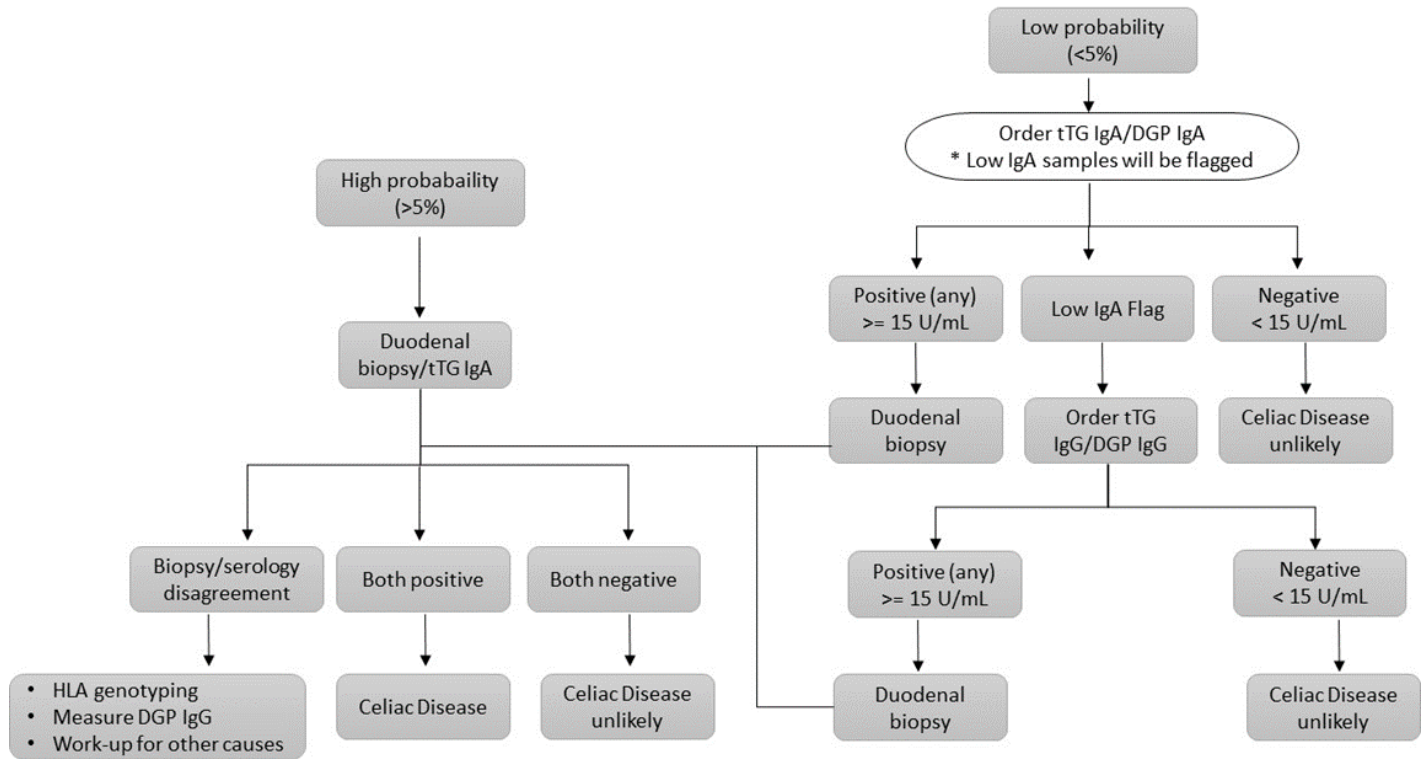 Low probability
(<5%)
Order tTG IgA/DGP IgA
* Low IgA samples will be flagged
High probabaility
(>5%)
Positive (any)
>= 15 U/mL
Low IgA Flag
Negative
< 15 U/mL
Duodenal
biopsy/tTG IgA
Duodenal
biopsy
Order tTG
IgG/DGP IgG
Celiac Disease
unlikely
Biopsy/serology
disagreement
Both positive
Both negative
Positive (any)
>= 15 U/mL
Negative
< 15 U/mL
• HLA genotyping
• Measure DGP IgG
• Work-up for other causes
Celiac Disease
Celiac Disease
unlikely
Duodenal
biopsy
Celiac Disease
unlikely